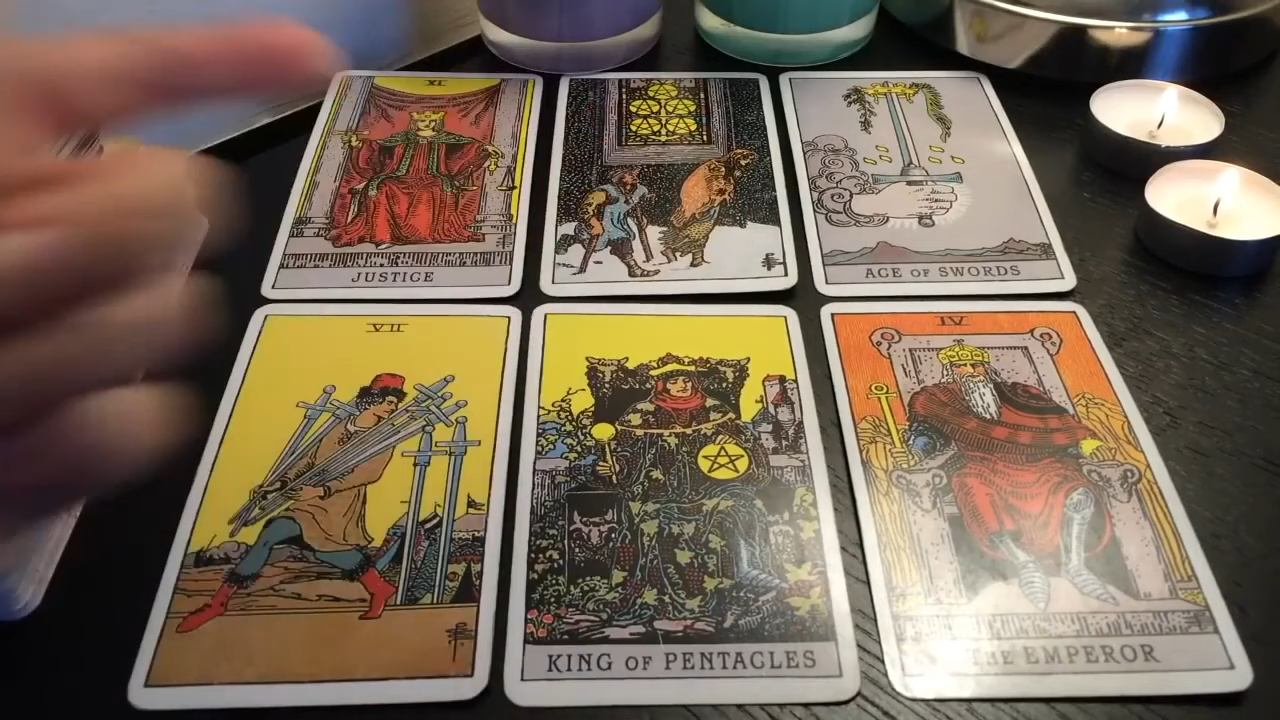 XI
JUSTICE
ACE OF SWORDS
VII
KING OF PENTACLES
IV
THE EMPEROR